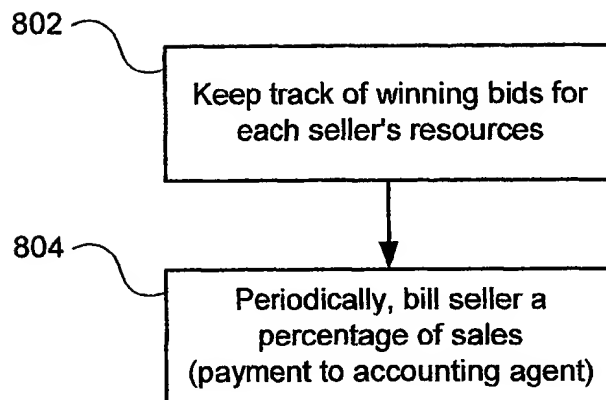 802
Keep track of winning bids for
each seller's resources
804
Periodically, bill seller a
percentage of sales
(payment to accounting agent)